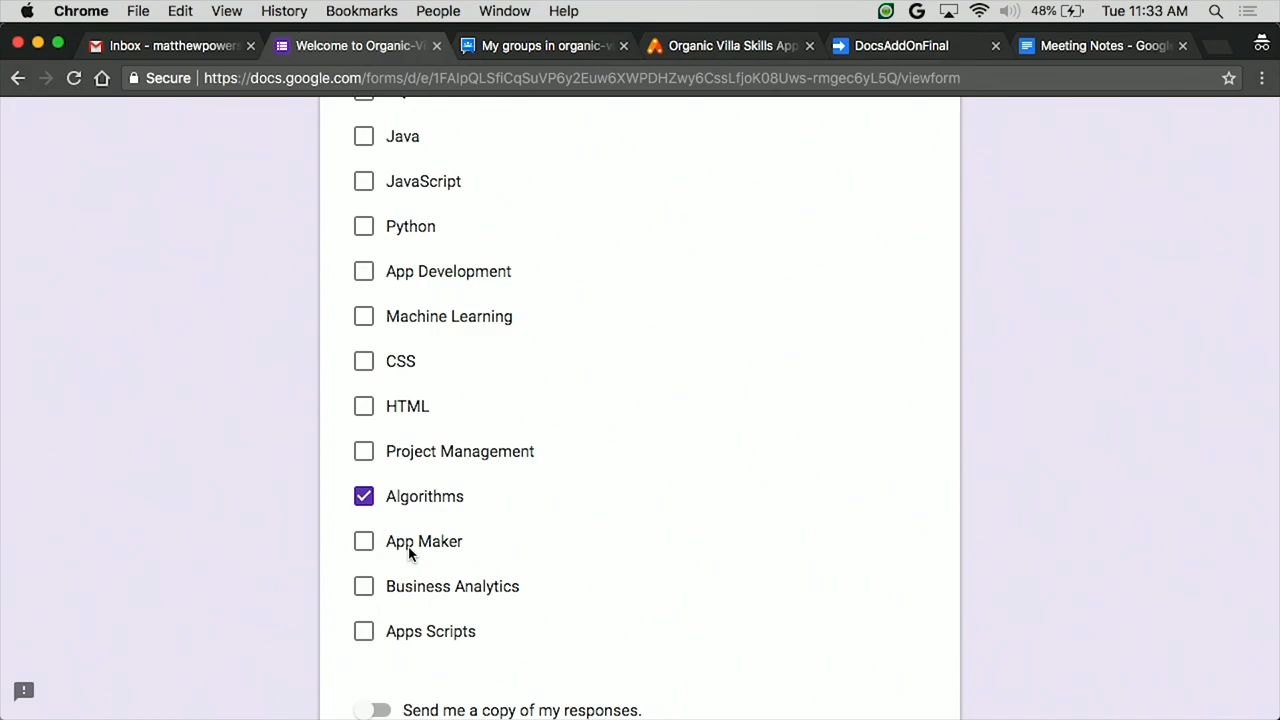 Chrome File Edit View History Bookmarks People Window Help 48% Tue 11:33 AM
Inbox - matthewpowers Welcome to Organic-Vi My groups in organic-v Organic Villa Skills App DocsAddOnFinal Meeting Notes - Googl
Secure https://docs.google.com/forms/d/e/1FAIpQLSfiCqSuVP6y2Euw6XWPDHZwy6CssLfjoK08Uws-rmgec6yL5Q/viewform
Java
JavaScript
Python
App Development
Machine Learning
CSS
HTML
Project Management
Algorithms
App Maker
Business Analytics
Apps Scripts
Send me a copy of my responses.